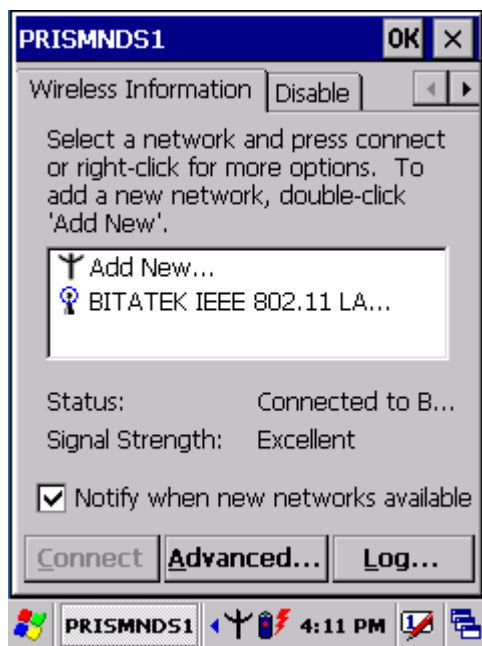 PRISMNDS1 OK ×
Wireless Information Disable
Select a network and press connect
or right-click for more options. To
add a new network, double-click
'Add New'.
Add New...
BITATEK IEEE 802.11 LA...
Status: Connected to B...
Signal Strength: Excellent
Notify when new networks available
Connect Advanced... Log...
PRISMNDS1 4:11 PM